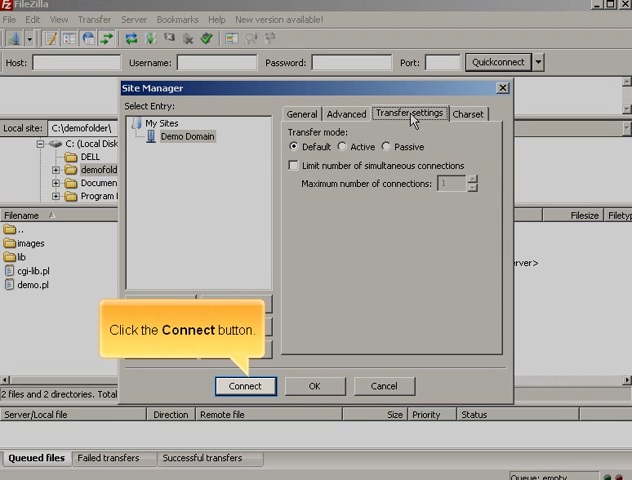 FileZilla
File Edit View Transfer Server Bookmarks Help New version available!
Host: Username: Password: Port: Quickconnect
Site Manager
Select Entry:
My Sites
Demo Domain
General Advanced Transfer settings Charset
Transfer mode:
Default Active Passive
Limit number of simultaneous connections
Maximum number of connections: 1
Local site: C:\demofolder\
C: (Local Disk
DELL
demofold
Documen
Program
Filename
Filesize Filetyp
..
images
lib
cgi-lib.pl
demo.pl
rver>
Click the Connect button.
Connect OK Cancel
2 files and 2 directories. Total
Server/Local file Direction Remote file Size Priority Status
Queued files Failed transfers Successful transfers
Queue: empty